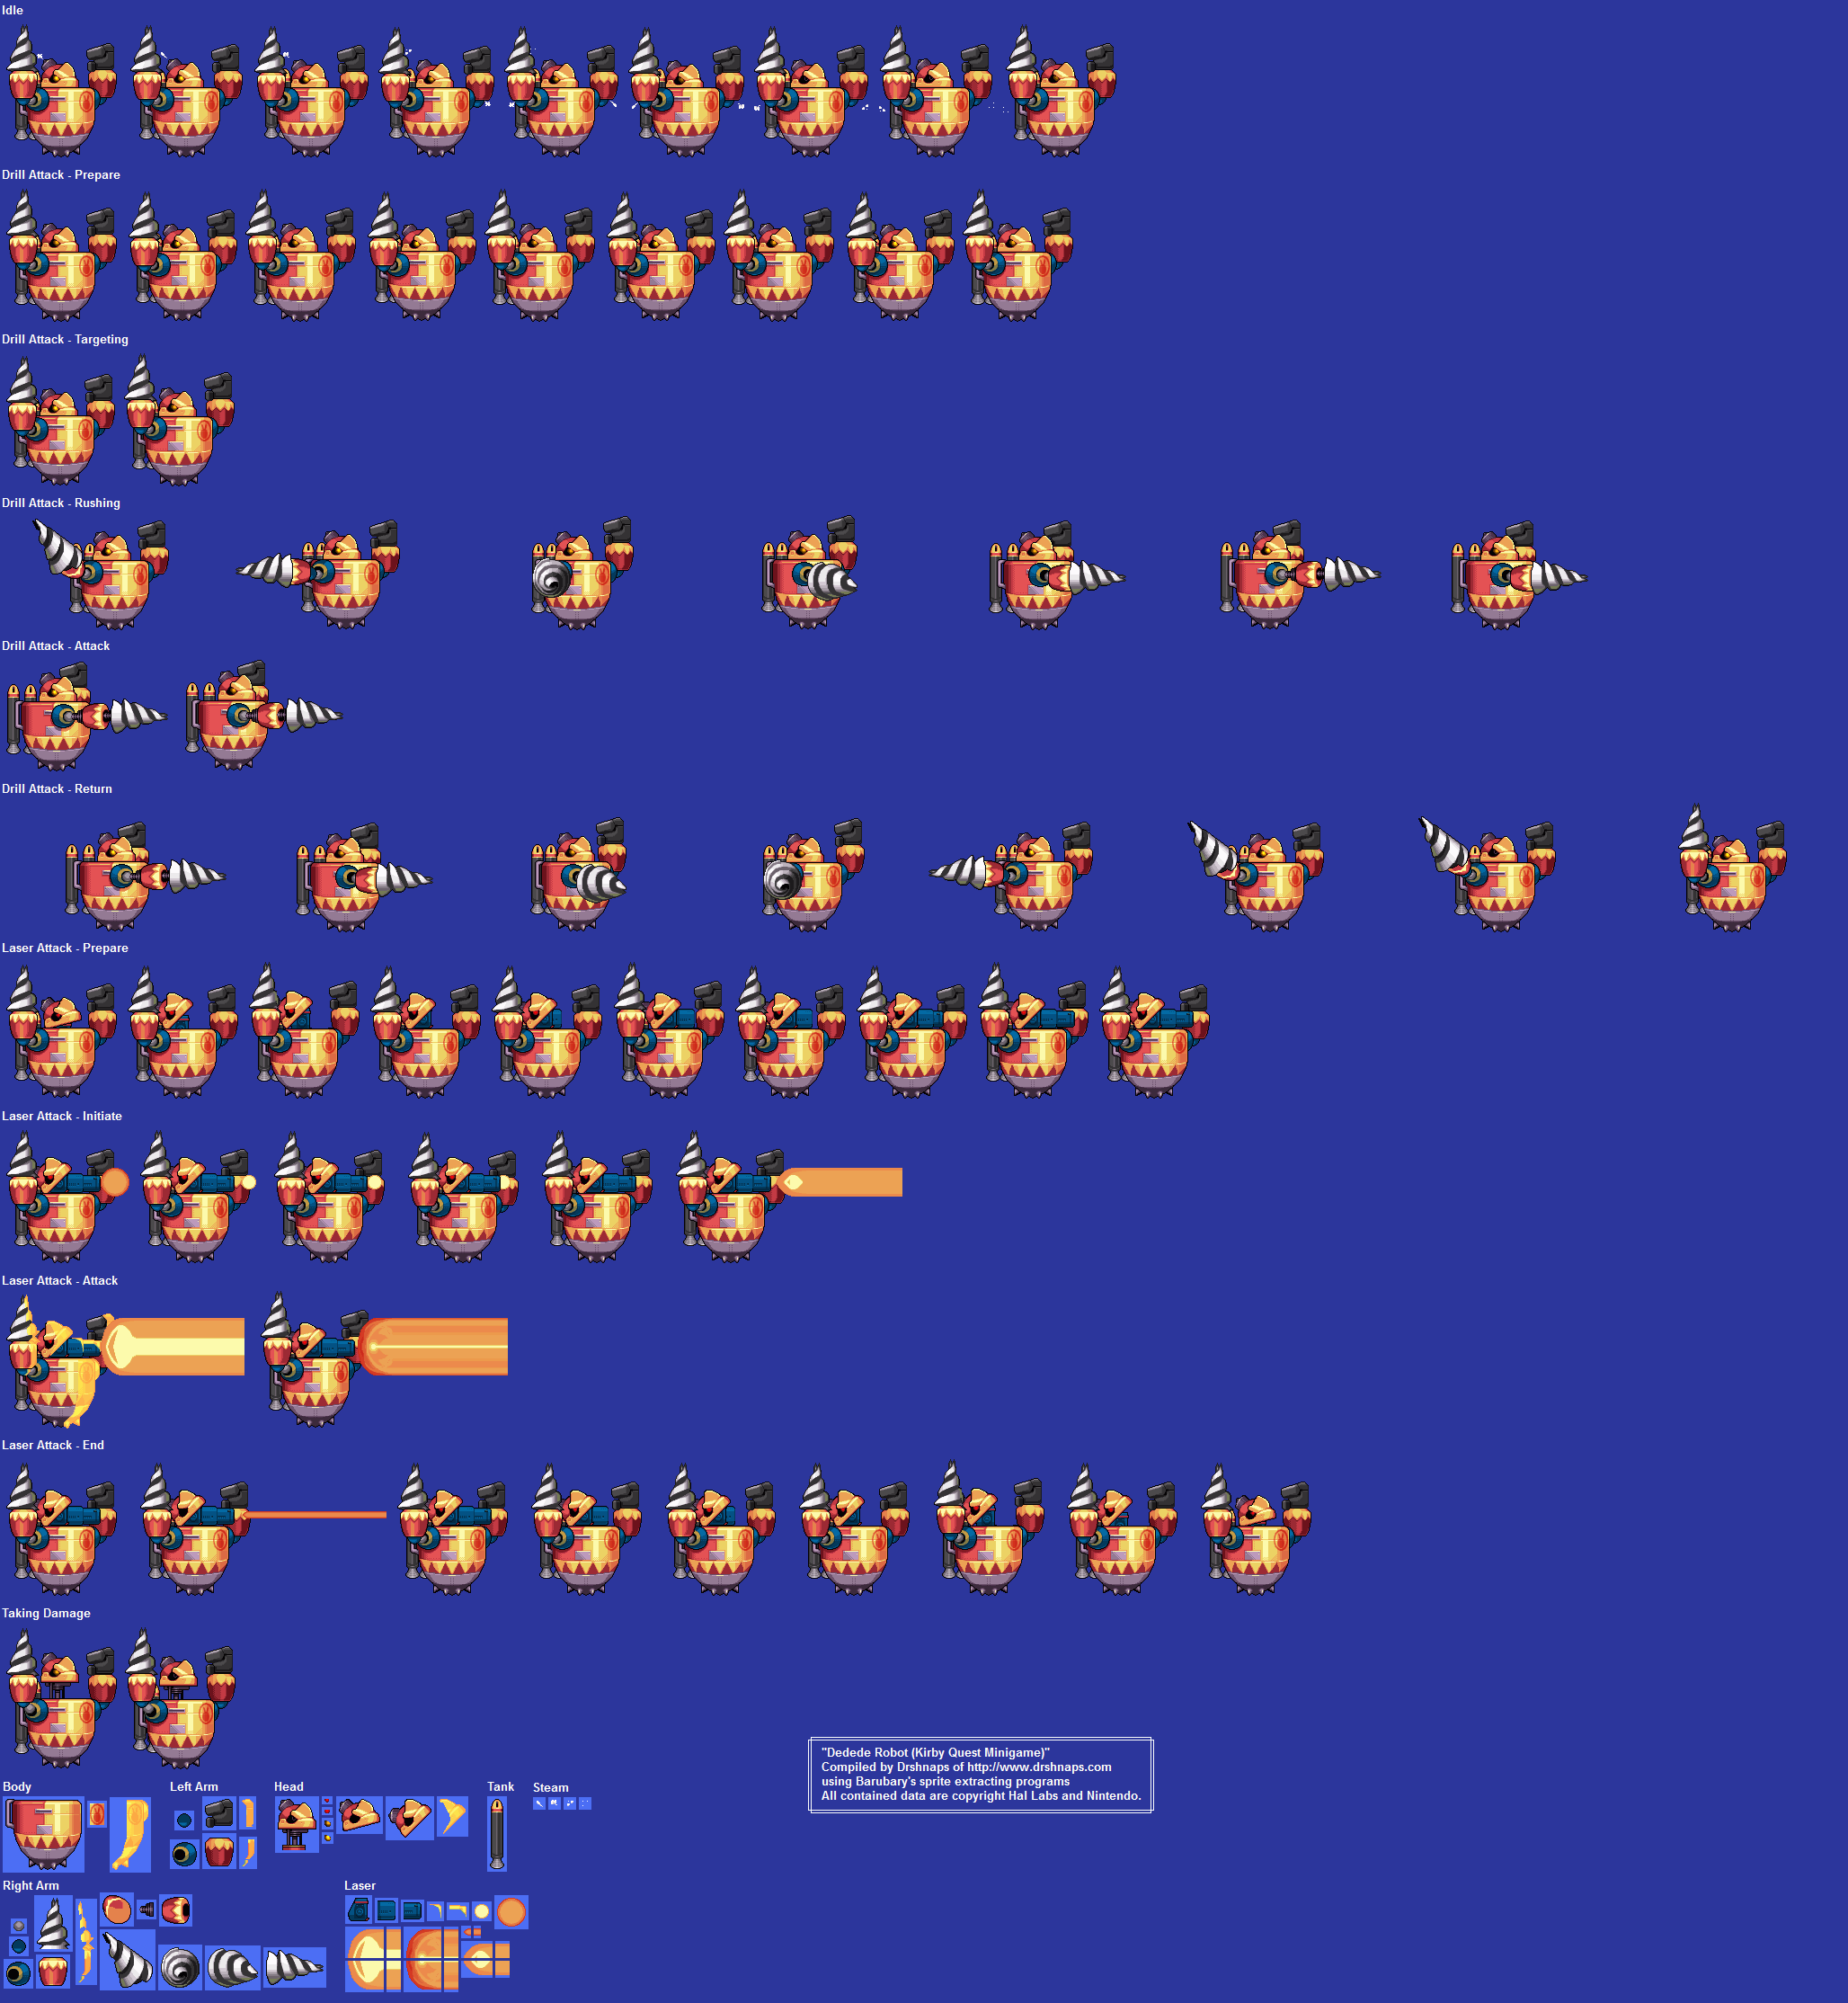 Idle
Drill Attack - Prepare
Drill Attack - Targeting
Drill Attack - Rushing
Drill Attack - Attack
Drill Attack - Return
Laser Attack - Prepare
Laser Attack - Initiate
Laser Attack - Attack
Laser Attack - End
Taking Damage
"Dedede Robot (Kirby Quest Minigame)"
Compiled by Drshnaps of http://www.drshnaps.com
using Barubary's sprite extracting programs
All contained data are copyright Hal Labs and Nintendo.
Body
Left Arm
Head
Tank
Steam
Right Arm
Laser